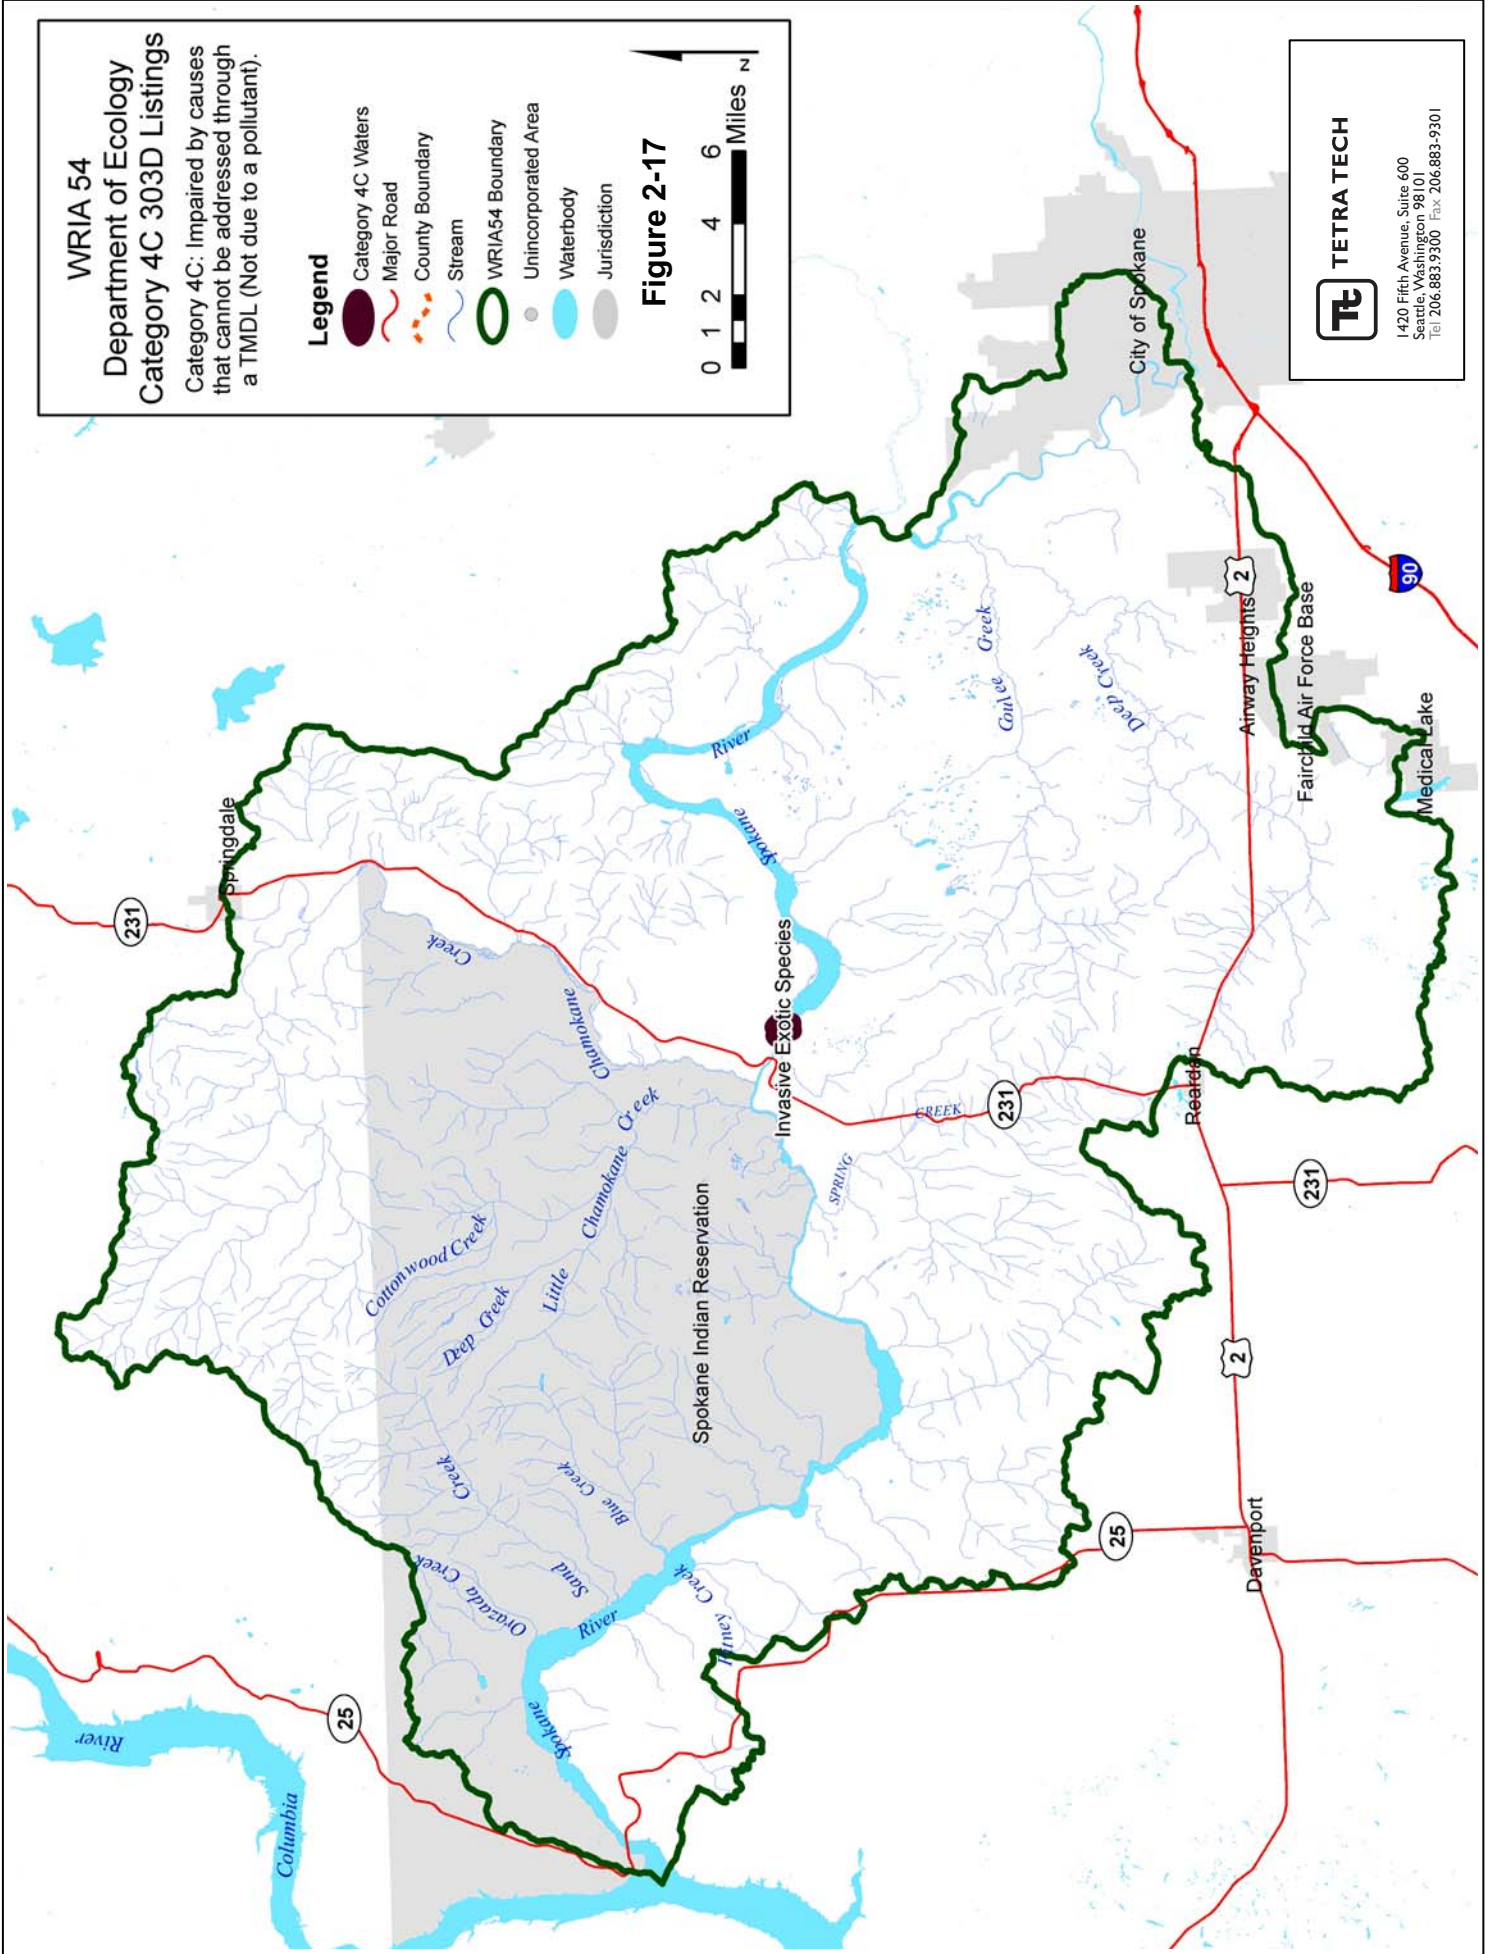 WRIA 54
Department of Ecology
Category 4C 303D Listings
Category 4C: Impaired by causes
that cannot be addressed through
a TMDL (Not due to a pollutant).
Legend
Category 4C Waters
Major Road
County Boundary
Stream
WRIA54 Boundary
Unincorporated Area
Waterbody
Jurisdiction
Figure 2-17
0 1 2 4 6
Miles
N
Columbia
River
25
231
Springdale
Creek
Chamokane
Cottonwood Creek
Deep Creek
Little
Chamokane
Creek
Creek
Orazada Creek
Sand
Blue Creek
Spokane Indian Reservation
Spokane
River
Pitney Creek
Invasive Exotic Species
Spokane
River
SPRING
CREEK
231
Coulee
Creek
Deep Creek
City of Spokane
2
Airway Heights
Fairchild Air Force Base
Medical Lake
90
Reardan
231
2
25
Davenport
Tt
TETRA TECH
1420 Fifth Avenue, Suite 600
Seattle, Washington 98101
Tel 206.883.9300 Fax 206.883-9301